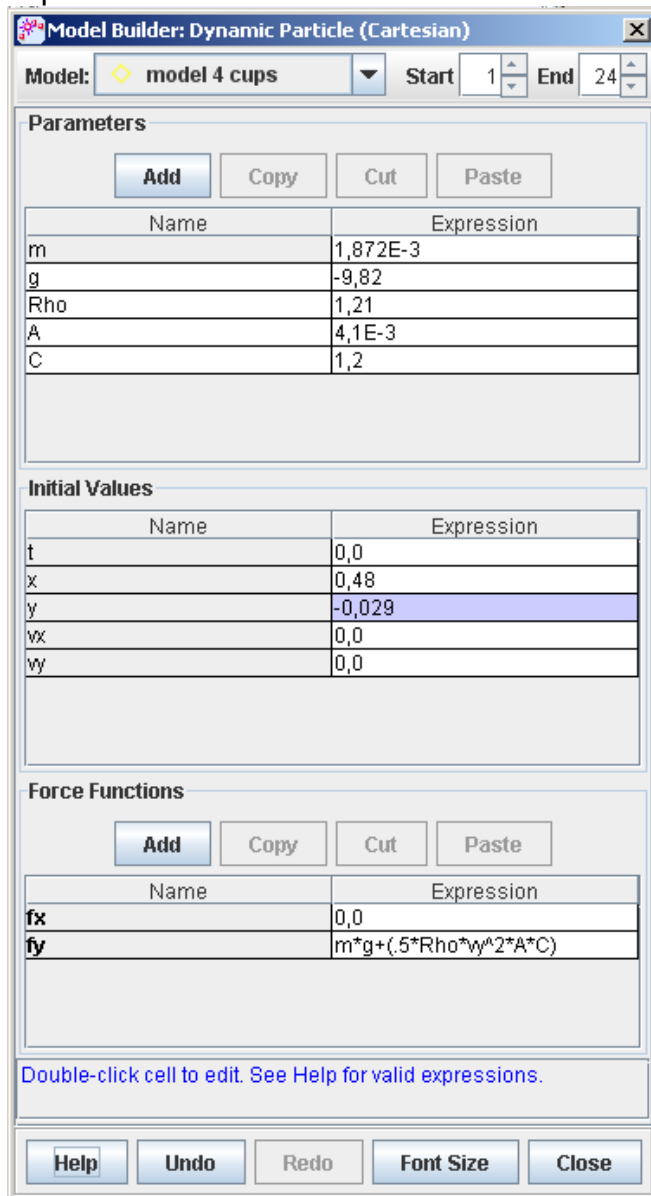 Model Builder: Dynamic Particle (Cartesian)
Model: model 4 cups Start 1 End 24
Parameters
Add Copy Cut Paste
Name Expression
m 1,872E-3
g -9,82
Rho 1,21
A 4,1E-3
C 1,2
Initial Values
Name Expression
t 0,0
x 0,48
y -0,029
vx 0,0
vy 0,0
Force Functions
Add Copy Cut Paste
Name Expression
fx 0,0
fy m*g+(.5*Rho*vy^2*A*C)
Double-click cell to edit. See Help for valid expressions.
Help Undo Redo Font Size Close